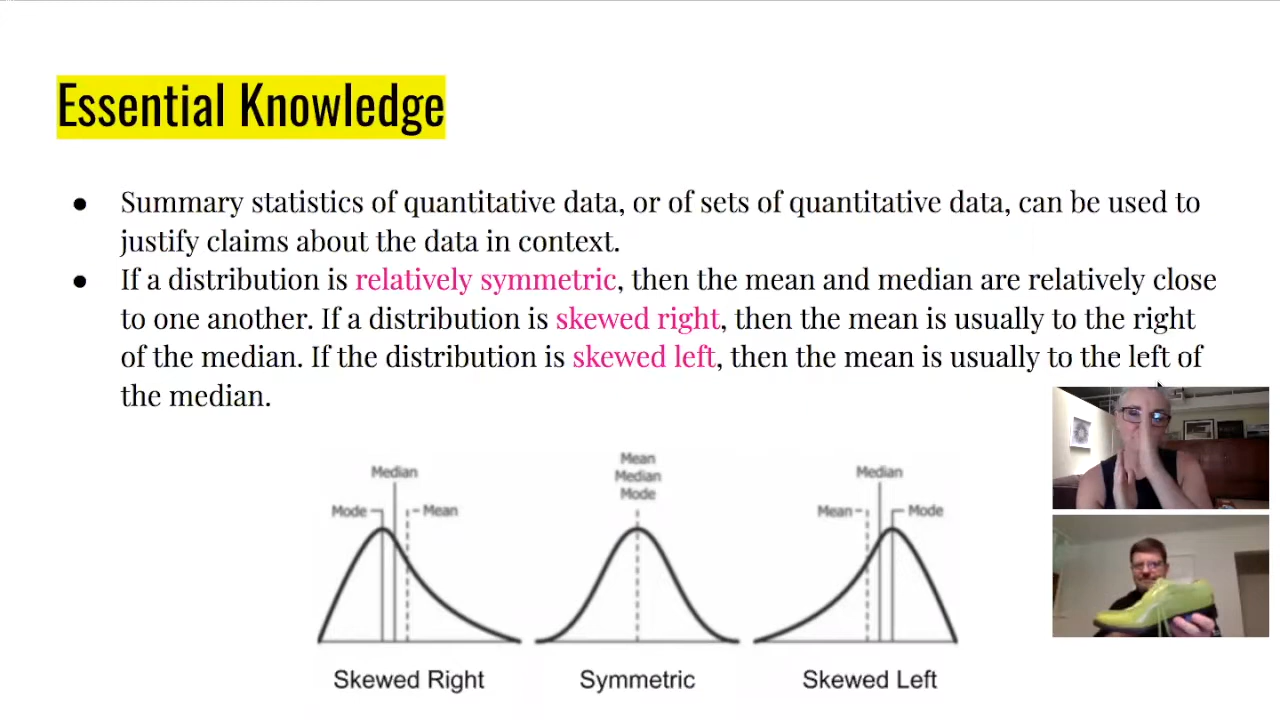 Essential Knowledge
● Summary statistics of quantitative data, or of sets of quantitative data, can be used to
justify claims about the data in context.
● If a distribution is relatively symmetric, then the mean and median are relatively close
to one another. If a distribution is skewed right, then the mean is usually to the right
of the median. If the distribution is skewed left, then the mean is usually to the left of
the median.
Median
Mode
Mean
Skewed Right
Mean
Median
Mode
Symmetric
Median
Mean
Mode
Skewed Left